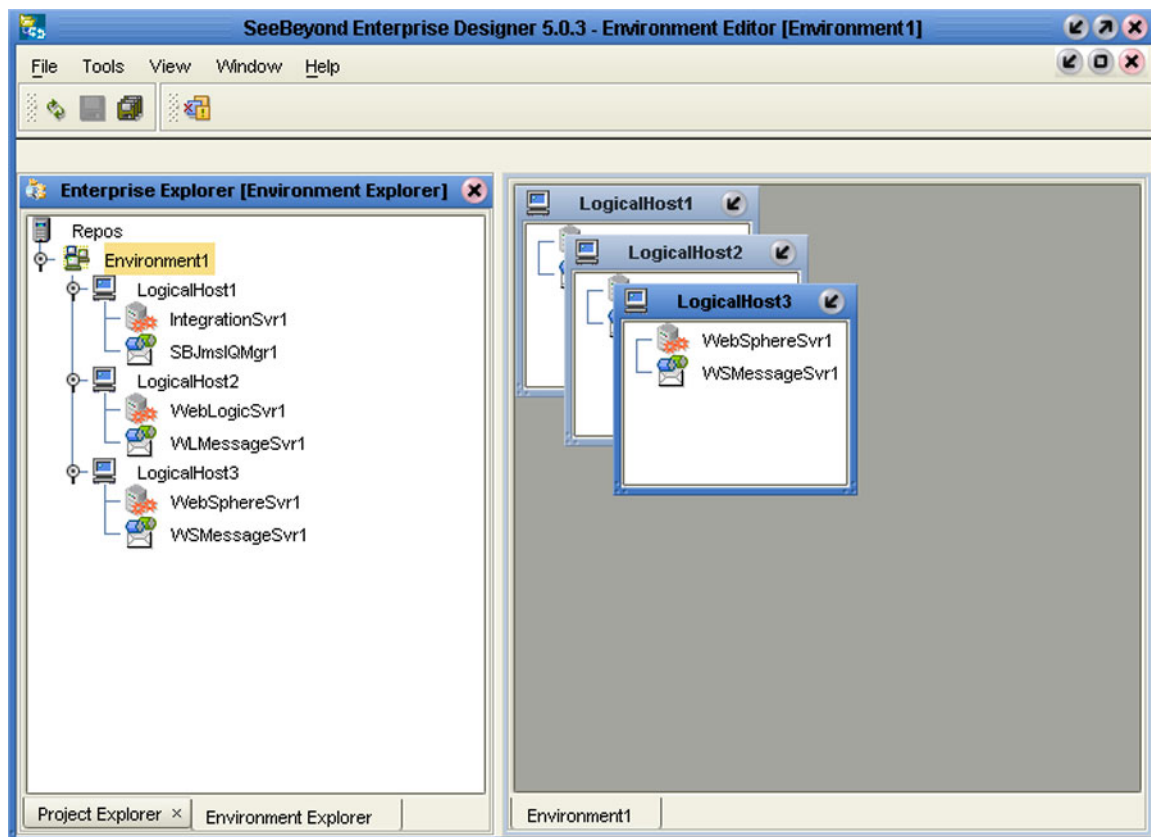 SeeBeyond Enterprise Designer 5.0.3 - Environment Editor [Environment1]
File Tools View Window Help
Enterprise Explorer [Environment Explorer]
Repos
Environment1
LogicalHost1
IntegrationSvr1
SBJmsIQMgr1
LogicalHost2
WebLogicSvr1
WLMessageSvr1
LogicalHost3
WebSphereSvr1
WSMessageSvr1
Project Explorer ×
Environment Explorer
LogicalHost1
LogicalHost2
LogicalHost3
WebSphereSvr1
WSMessageSvr1
Environment1